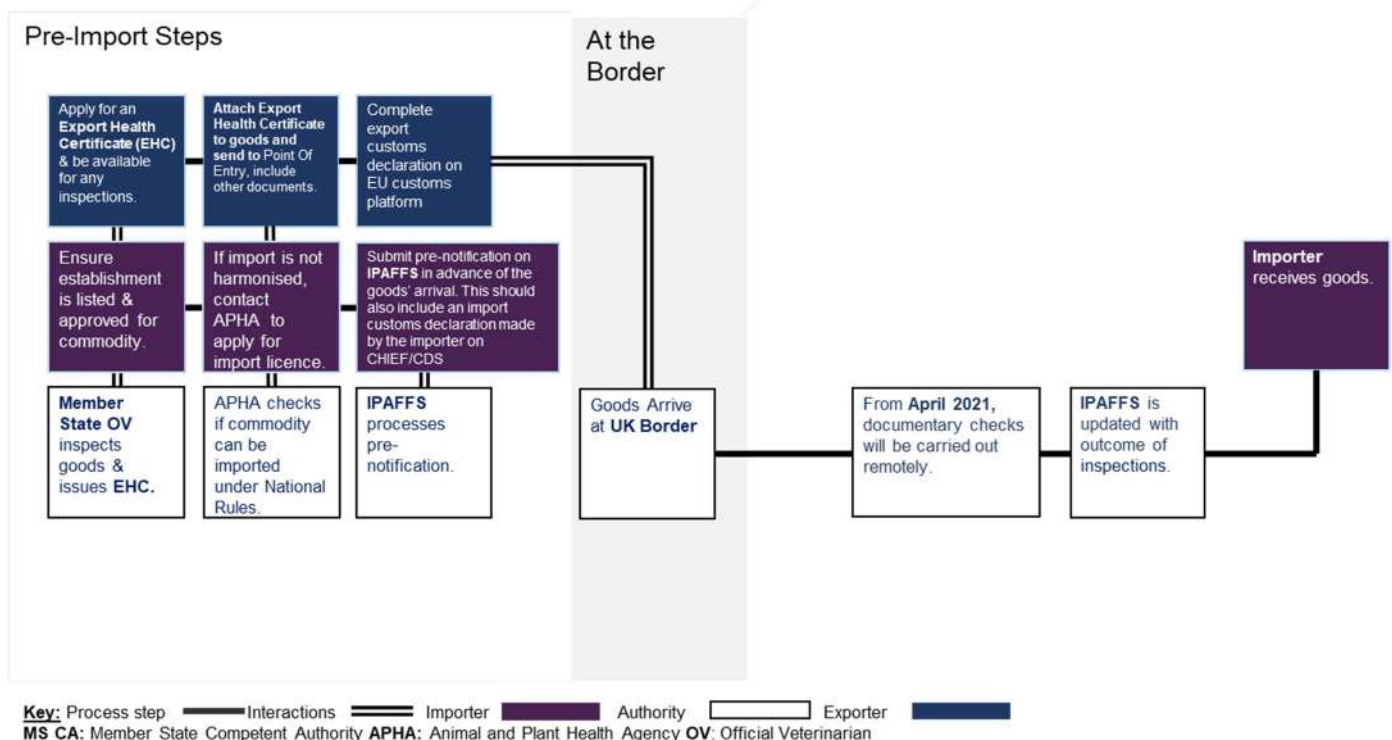 Pre-Import Steps
At the
Border
Apply for an
Export Health
Certificate (EHC)
& be available
for any
inspections.
Attach Export
Health Certificate
to goods and
send to Point Of
Entry, include
other documents.
Complete
export
customs
declaration on
EU customs
platform
Ensure
establishment
is listed &
approved for
commodity.
If import is not
harmonised,
contact
APHA to
apply for
import licence.
Submit pre-notification on
IPAFFS in advance of the
goods' arrival. This should
also include an import
customs declaration made
by the importer on
CHIEF/CDS
Importer
receives goods.
Member
State OV
inspects
goods &
issues EHC.
APHA checks
if commodity
can be
imported
under National
Rules.
IPAFFS
processes
pre-
notification.
Goods Arrive
at UK Border
From April 2021,
documentary checks
will be carried out
remotely.
IPAFFS is
updated with
outcome of
inspections.
Key: Process step Interactions Importer Authority Exporter
MS CA: Member State Competent Authority APHA: Animal and Plant Health Agency OV: Official Veterinarian